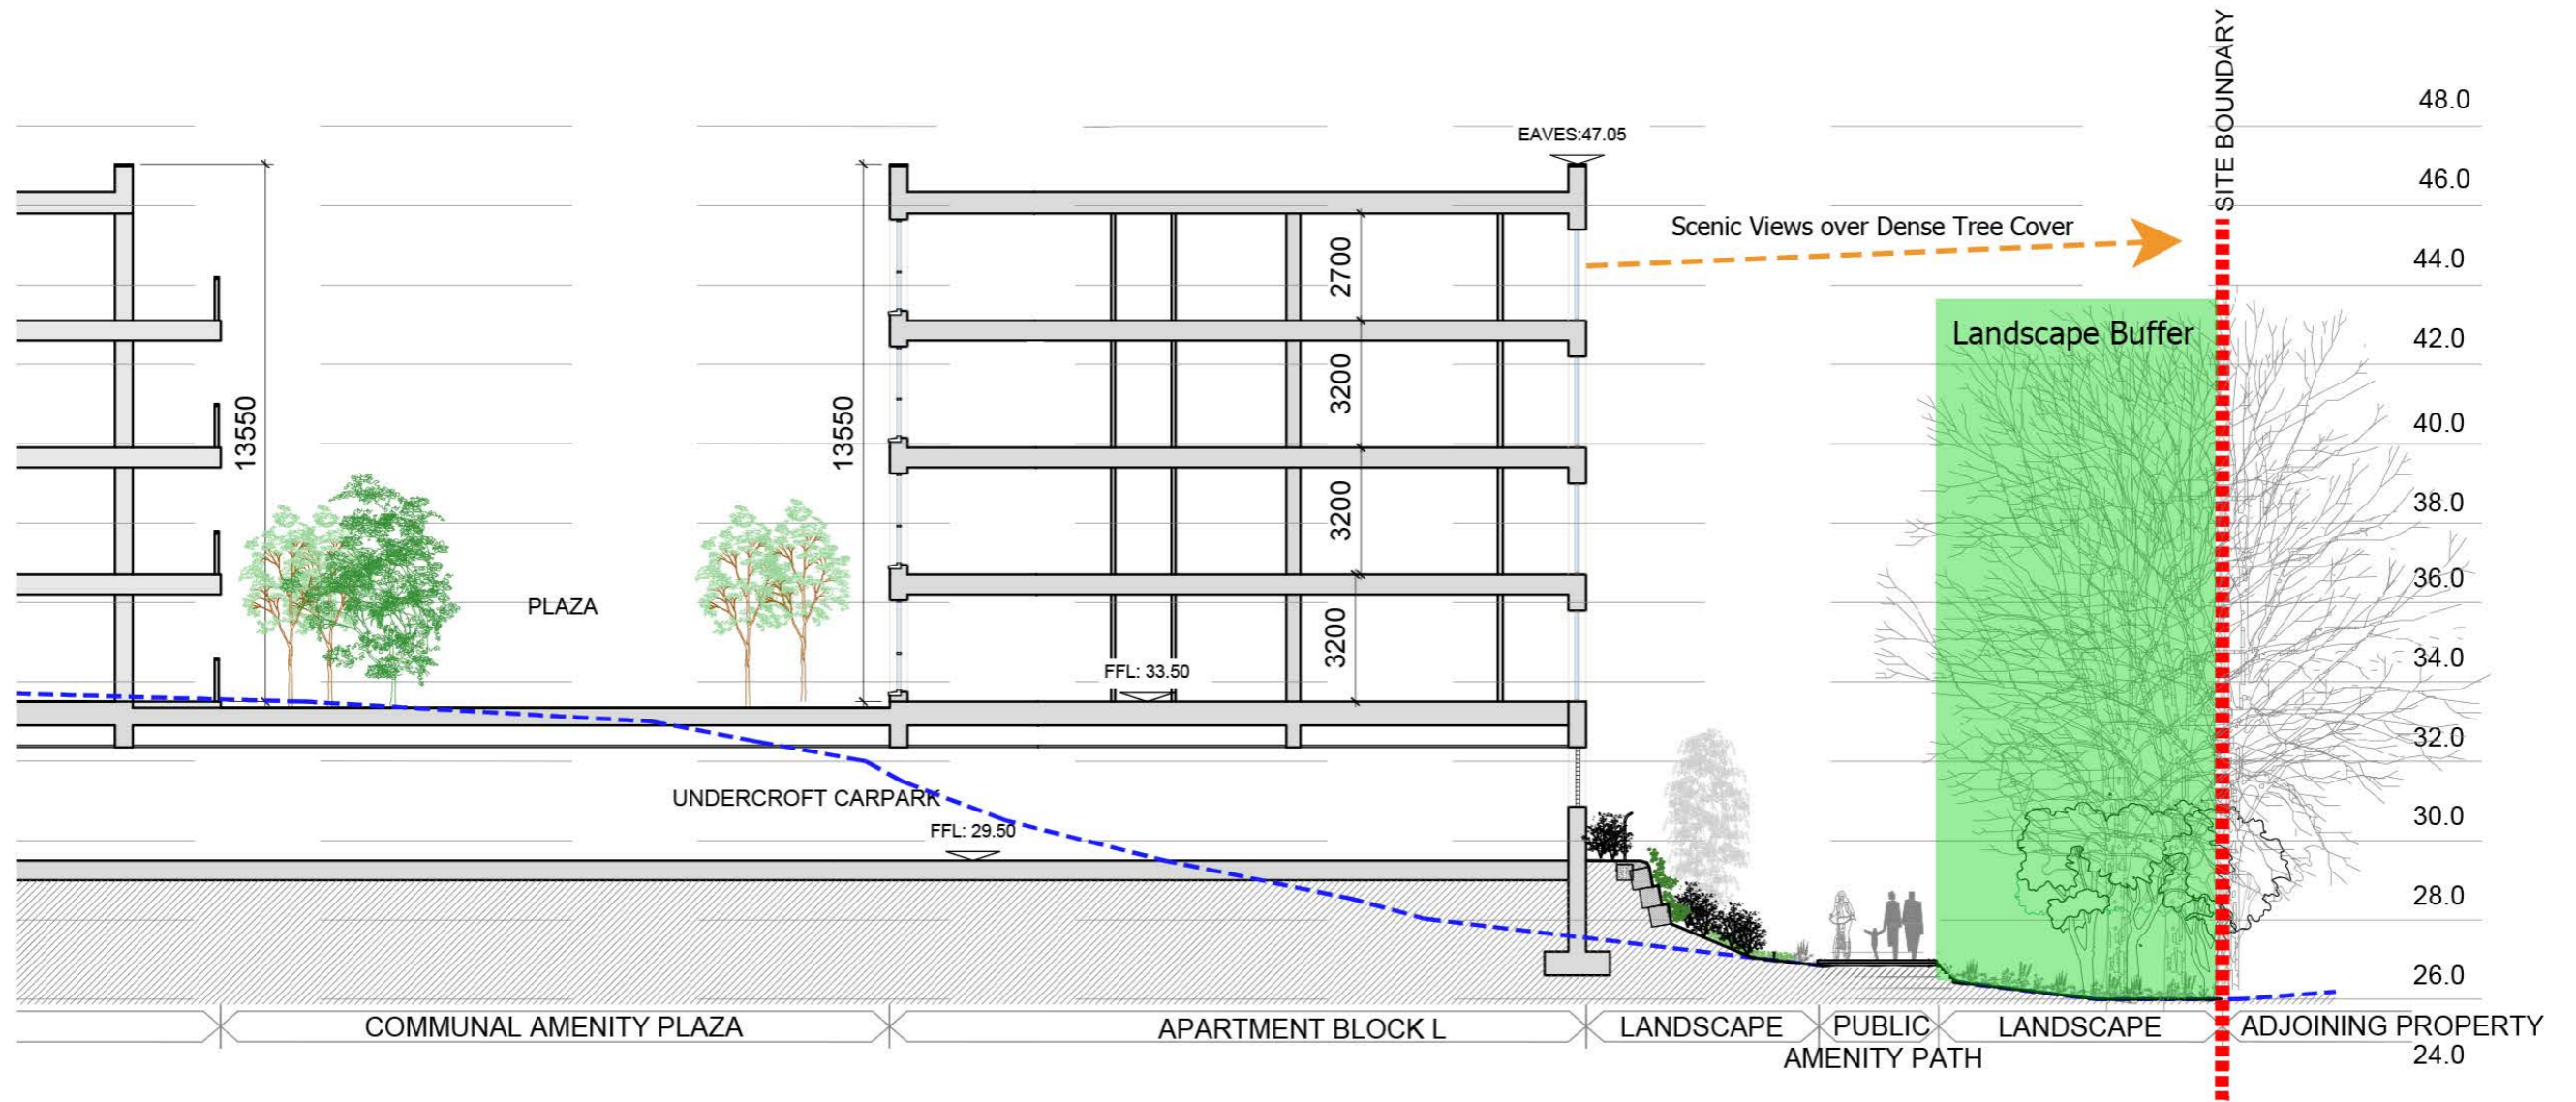 SITE BOUNDARY
48.0
EAVES:47.05
46.0
Scenic Views over Dense Tree Cover
44.0
2700
Landscape Buffer
42.0
13550
13550
3200
40.0
3200
38.0
36.0
PLAZA
3200
FFL: 33.50
34.0
32.0
UNDERCROFT CARPARK
30.0
FFL: 29.50
28.0
26.0
COMMUNAL AMENITY PLAZA
APARTMENT BLOCK L
LANDSCAPE
PUBLIC
AMENITY PATH
LANDSCAPE
ADJOINING PROPERTY
24.0